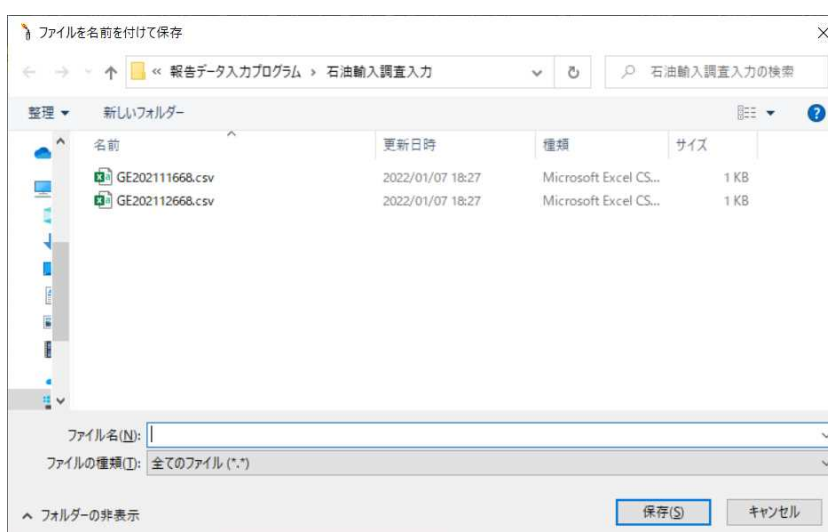 ファイルを名前を付けて保存
« 報告データ入力プログラム › 石油輸入調査入力
石油輸入調査入力の検索
整理 新しいフォルダー
名前 更新日時 種類 サイズ
GE202111668.csv 2022/01/07 18:27 Microsoft Excel CS... 1 KB
GE202112668.csv 2022/01/07 18:27 Microsoft Excel CS... 1 KB
ファイル名(N):
ファイルの種類(T): 全てのファイル (*.*)
フォルダーの非表示 保存(S) キャンセル